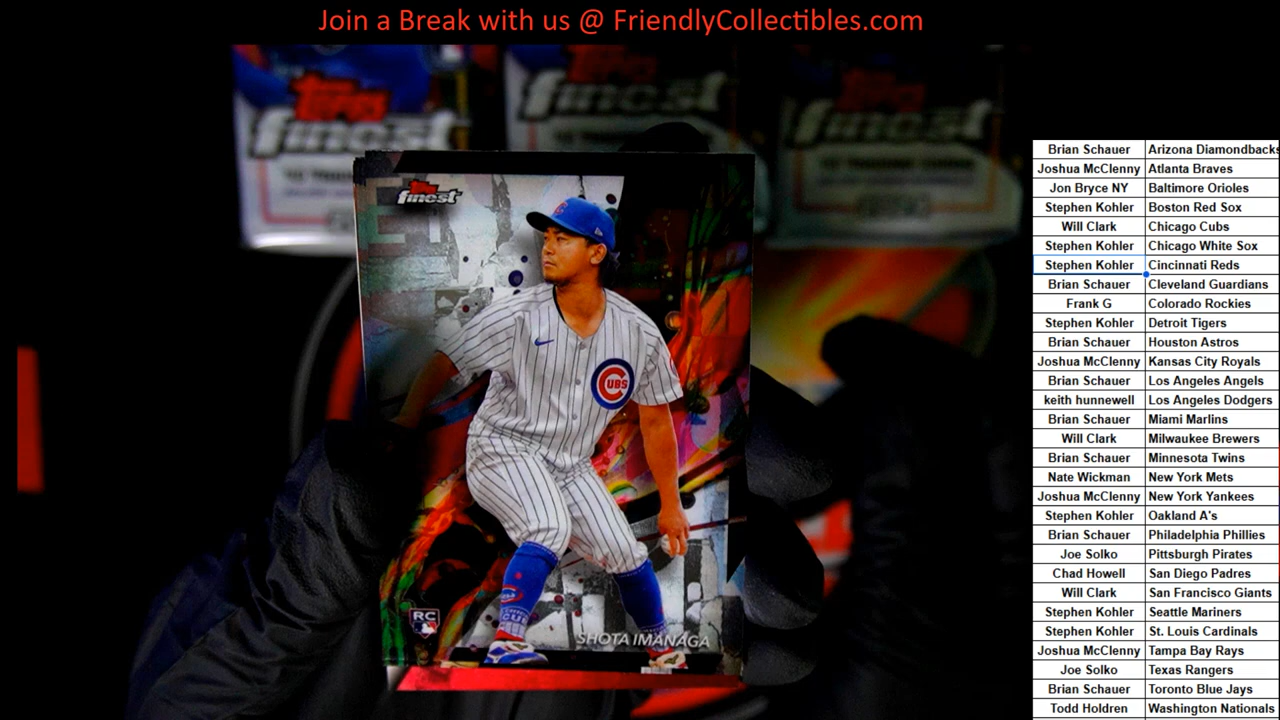 Join a Break with us @ FriendlyCollectibles.com
Topps
finest
finest
finest
Topps
finest
CUBS
RC
SHOTA IMANAGA
Brian Schauer Arizona Diamondbacks
Joshua McClenny Atlanta Braves
Jon Bryce NY Baltimore Orioles
Stephen Kohler Boston Red Sox
Will Clark Chicago Cubs
Stephen Kohler Chicago White Sox
Stephen Kohler Cincinnati Reds
Brian Schauer Cleveland Guardians
Frank G Colorado Rockies
Stephen Kohler Detroit Tigers
Brian Schauer Houston Astros
Joshua McClenny Kansas City Royals
Brian Schauer Los Angeles Angels
keith hunnewell Los Angeles Dodgers
Brian Schauer Miami Marlins
Will Clark Milwaukee Brewers
Brian Schauer Minnesota Twins
Nate Wickman New York Mets
Joshua McClenny New York Yankees
Stephen Kohler Oakland A's
Brian Schauer Philadelphia Phillies
Joe Solko Pittsburgh Pirates
Chad Howell San Diego Padres
Will Clark San Francisco Giants
Stephen Kohler Seattle Mariners
Stephen Kohler St. Louis Cardinals
Joshua McClenny Tampa Bay Rays
Joe Solko Texas Rangers
Brian Schauer Toronto Blue Jays
Todd Holdren Washington Nationals